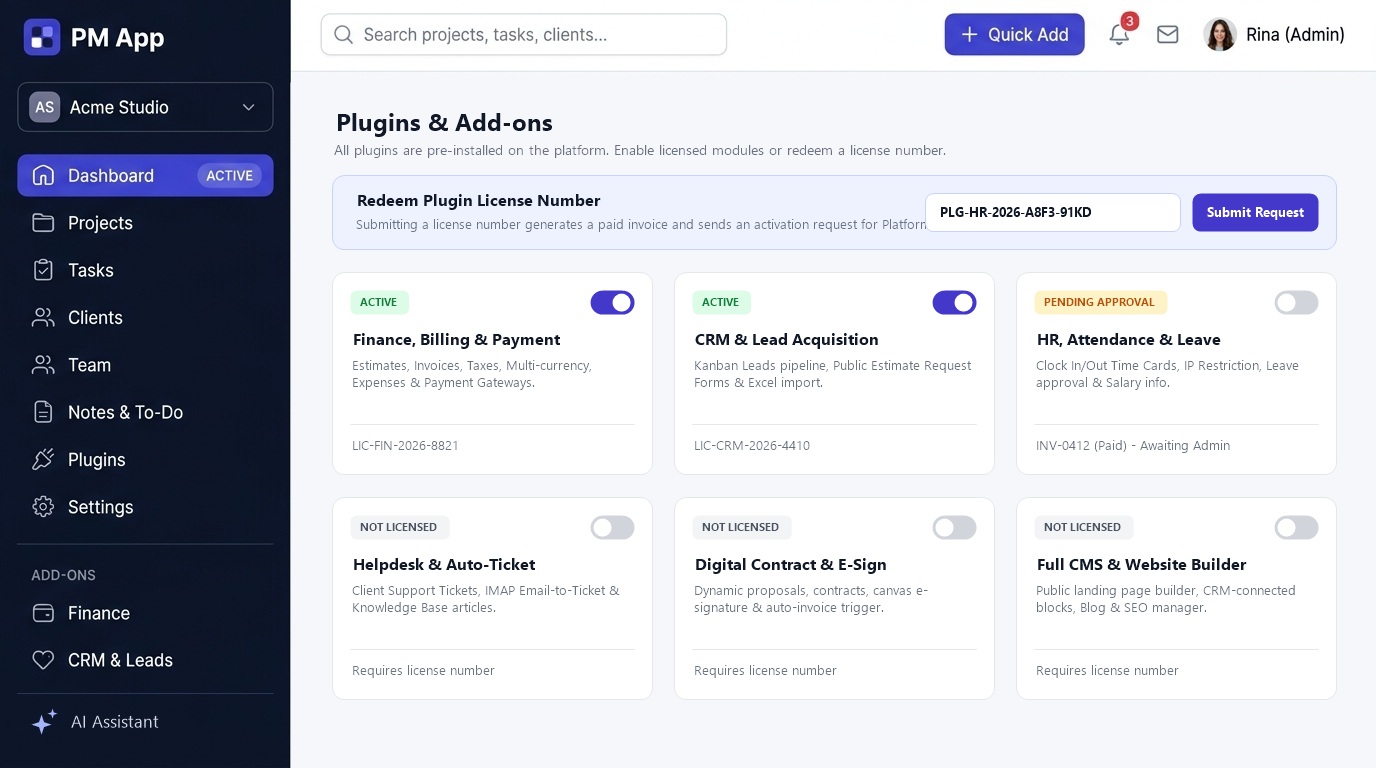 PM App
AS Acme Studio
Dashboard ACTIVE
Projects
Tasks
Clients
Team
Notes & To-Do
Plugins
Settings
ADD-ONS
Finance
CRM & Leads
AI Assistant
Search projects, tasks, clients...
+ Quick Add
3
Rina (Admin)
Plugins & Add-ons
All plugins are pre-installed on the platform. Enable licensed modules or redeem a license number.
Redeem Plugin License Number
Submitting a license number generates a paid invoice and sends an activation request for Platform
PLG-HR-2026-A8F3-91KD
Submit Request
ACTIVE
Finance, Billing & Payment
Estimates, Invoices, Taxes, Multi-currency,
Expenses & Payment Gateways.
LIC-FIN-2026-8821
ACTIVE
CRM & Lead Acquisition
Kanban Leads pipeline, Public Estimate Request
Forms & Excel import.
LIC-CRM-2026-4410
PENDING APPROVAL
HR, Attendance & Leave
Clock In/Out Time Cards, IP Restriction, Leave
approval & Salary info.
INV-0412 (Paid) - Awaiting Admin
NOT LICENSED
Helpdesk & Auto-Ticket
Client Support Tickets, IMAP Email-to-Ticket &
Knowledge Base articles.
Requires license number
NOT LICENSED
Digital Contract & E-Sign
Dynamic proposals, contracts, canvas e-
signature & auto-invoice trigger.
Requires license number
NOT LICENSED
Full CMS & Website Builder
Public landing page builder, CRM-connected
blocks, Blog & SEO manager.
Requires license number